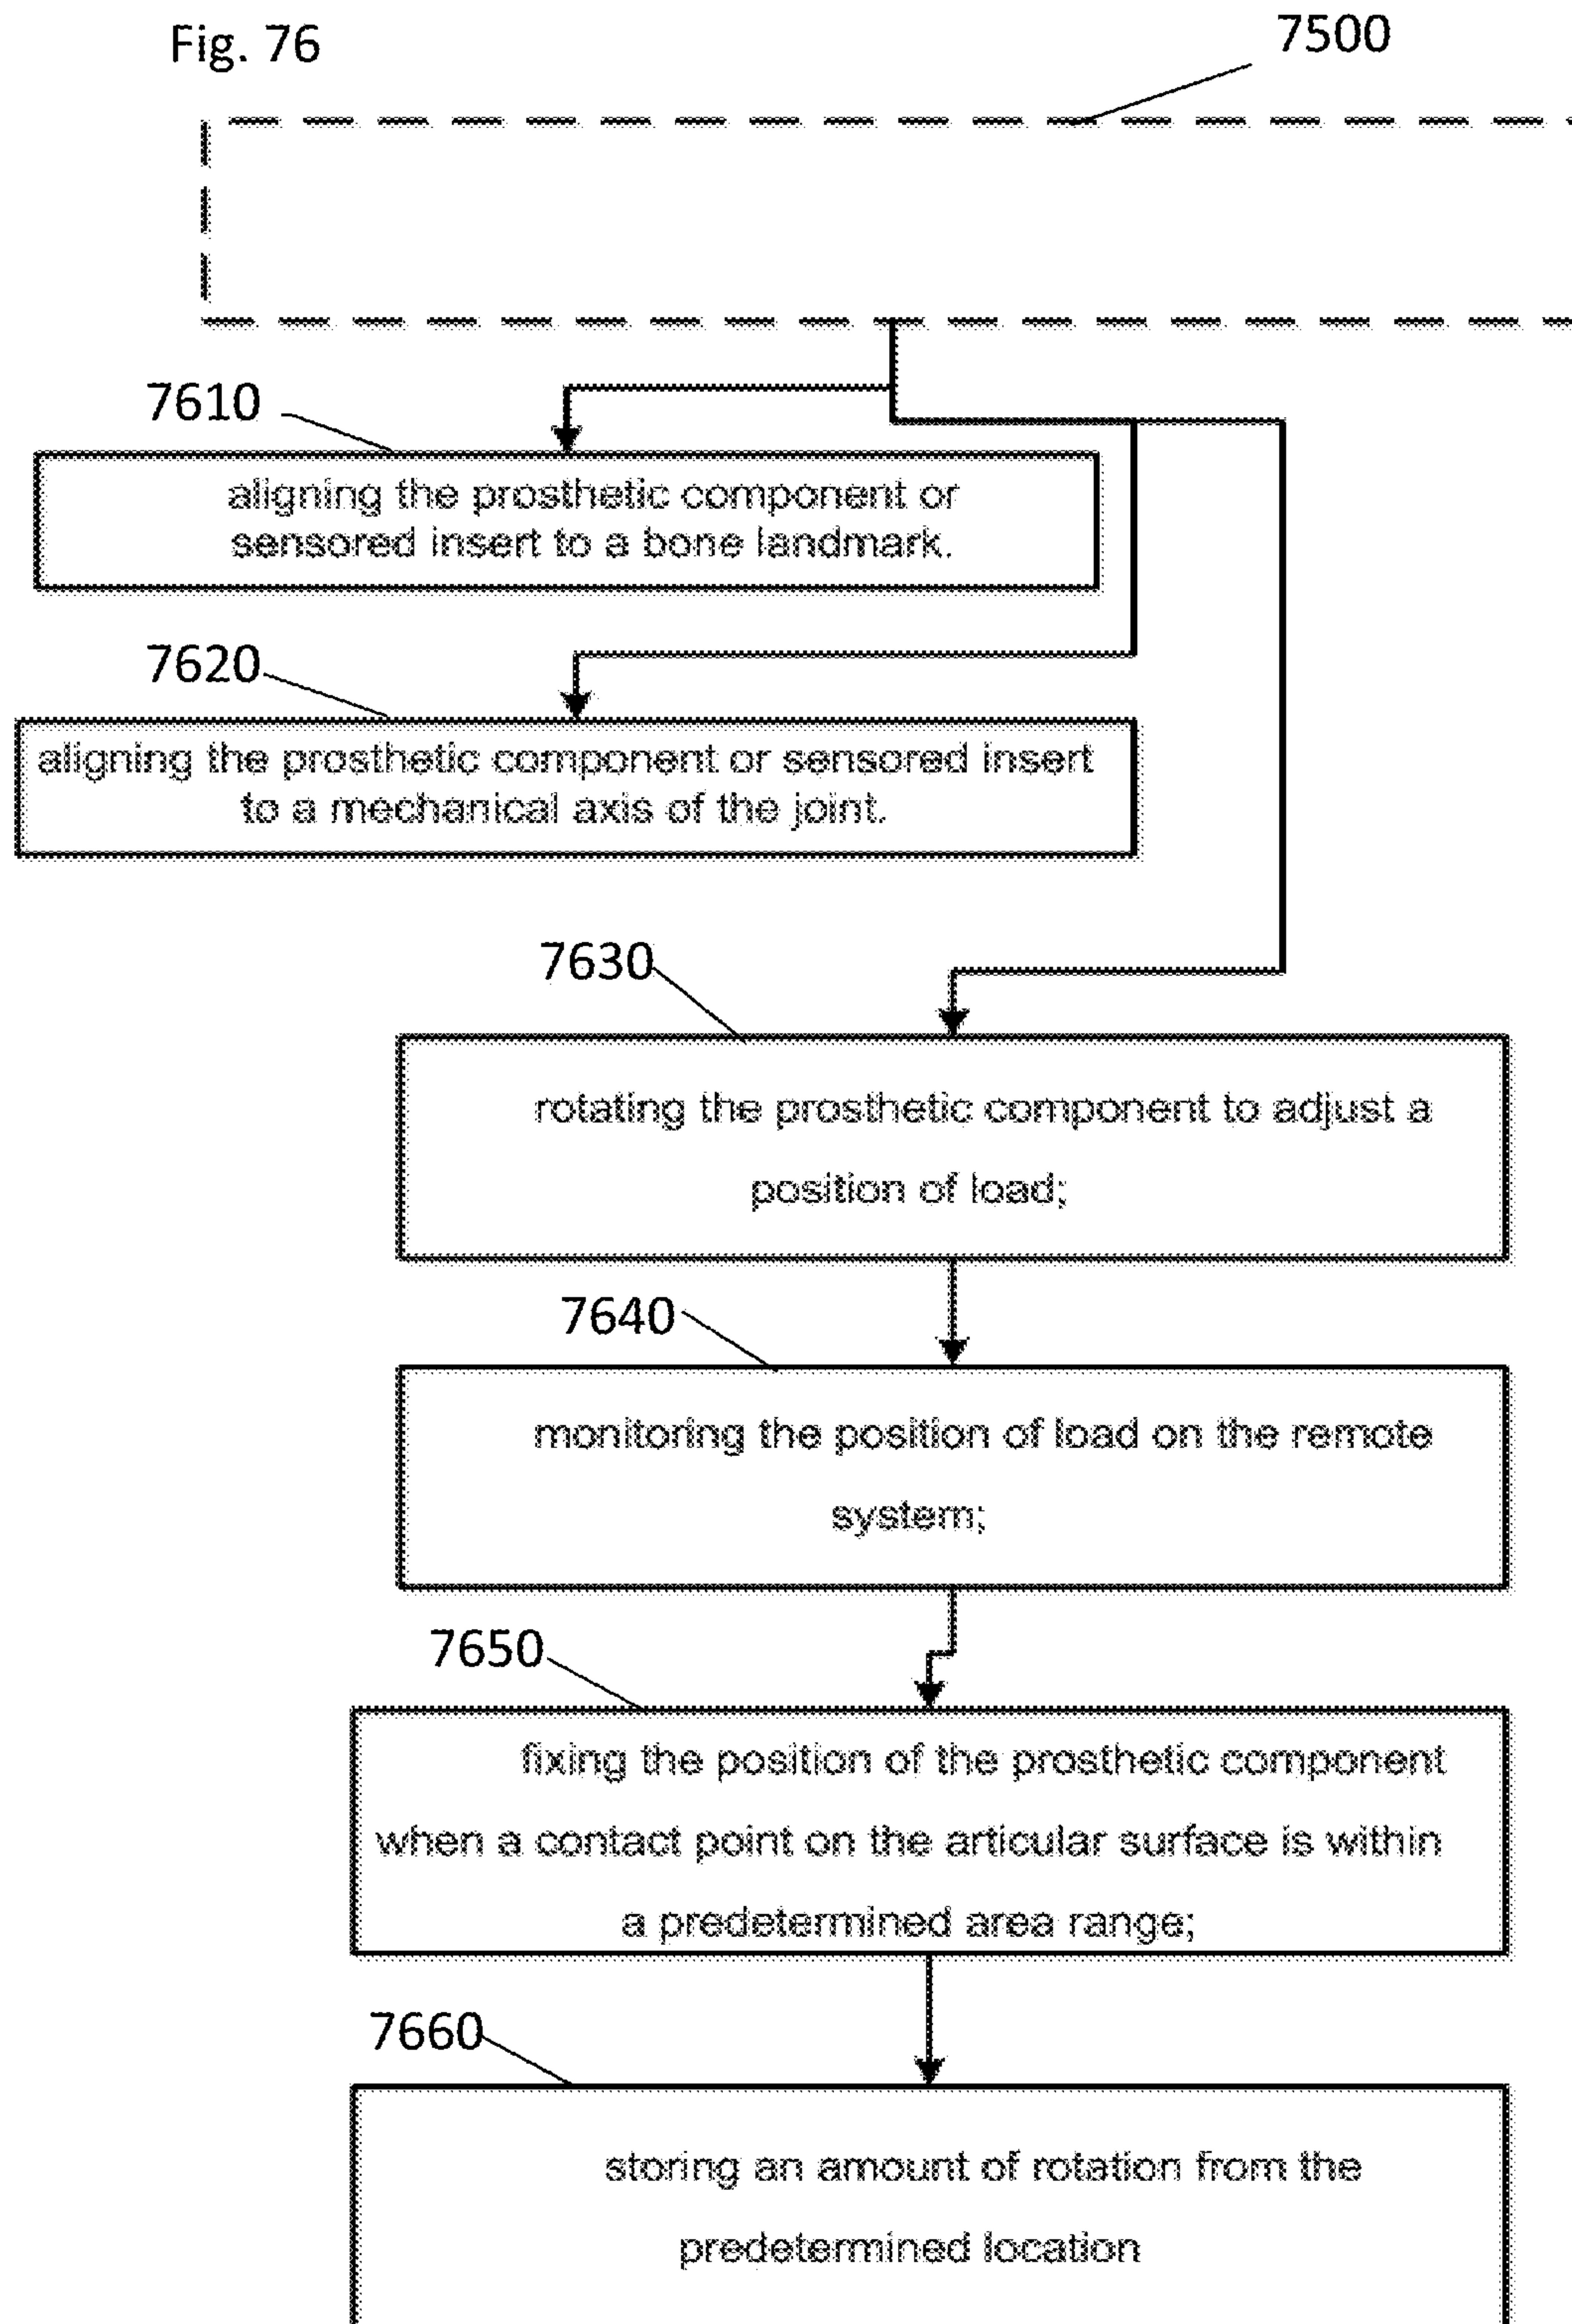 Fig. 76
7500
7610
aligning the prosthetic component or
sensored insert to a bone landmark.
7620
aligning the prosthetic component or sensored insert
to a mechanical axis of the joint.
7630
rotating the prosthetic component to adjust a
position of load;
7640
monitoring the position of load on the remote
system;
7650
fixing the position of the prosthetic component
when a contact point on the articular surface is within
a predetermined area range;
7660
storing an amount of rotation from the
predetermined location